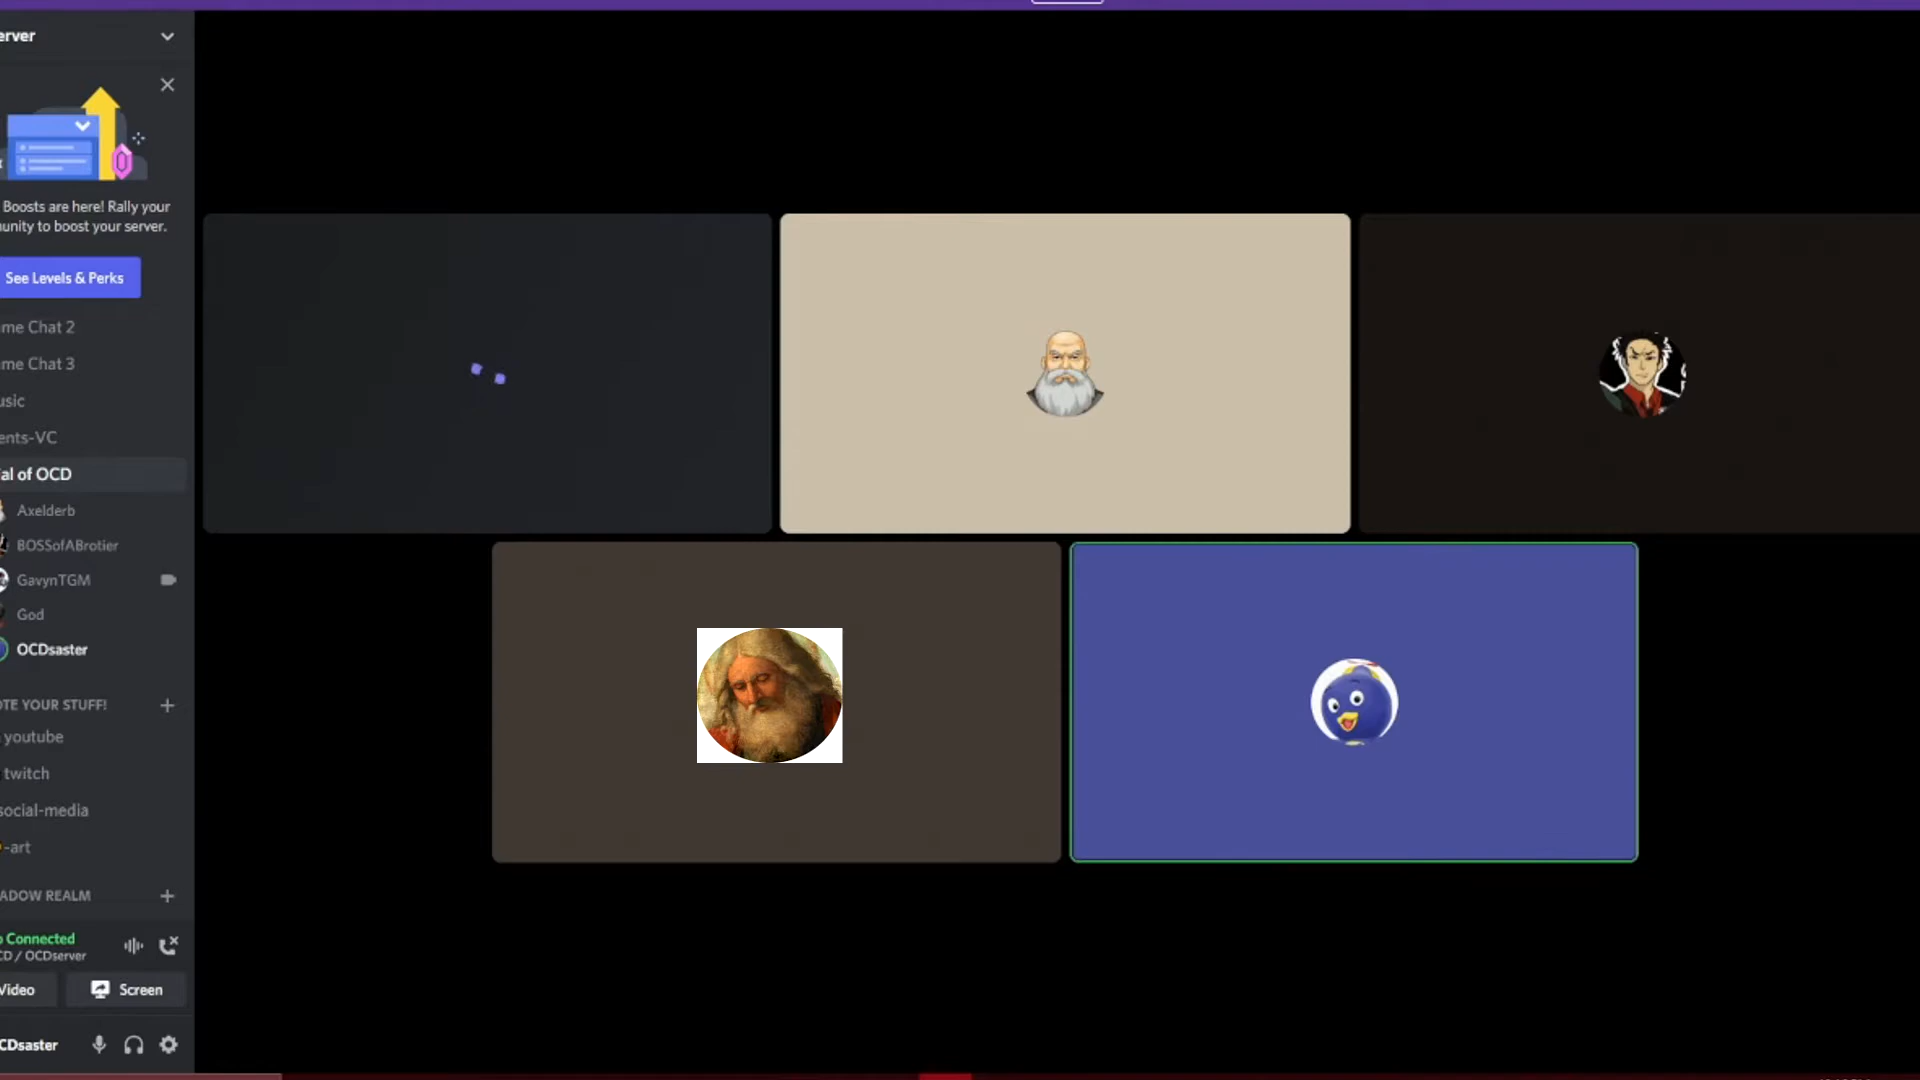 erver
Boosts are here! Rally your
unity to boost your server.
See Levels & Perks
me Chat 2
me Chat 3
usic
ents-VC
al of OCD
Axelderb
BOSSofABrotier
GavynTGM
God
OCDsaster
OTE YOUR STUFF!
youtube
twitch
social-media
-art
ADOW REALM
Connected
CD / OCDserver
Video
Screen
CDsaster